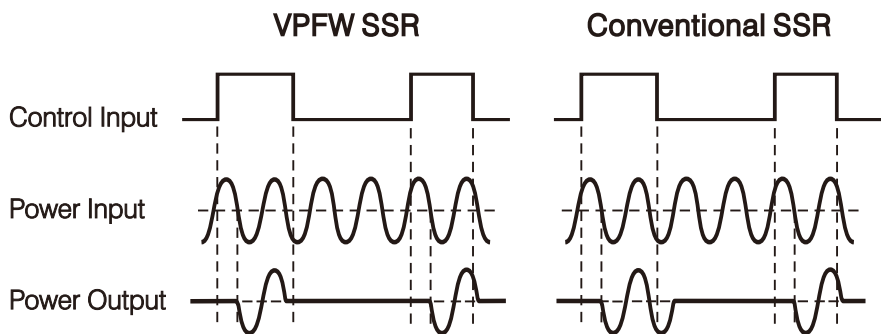 VPFW SSR
Conventional SSR
Control Input
Power Input
Power Output